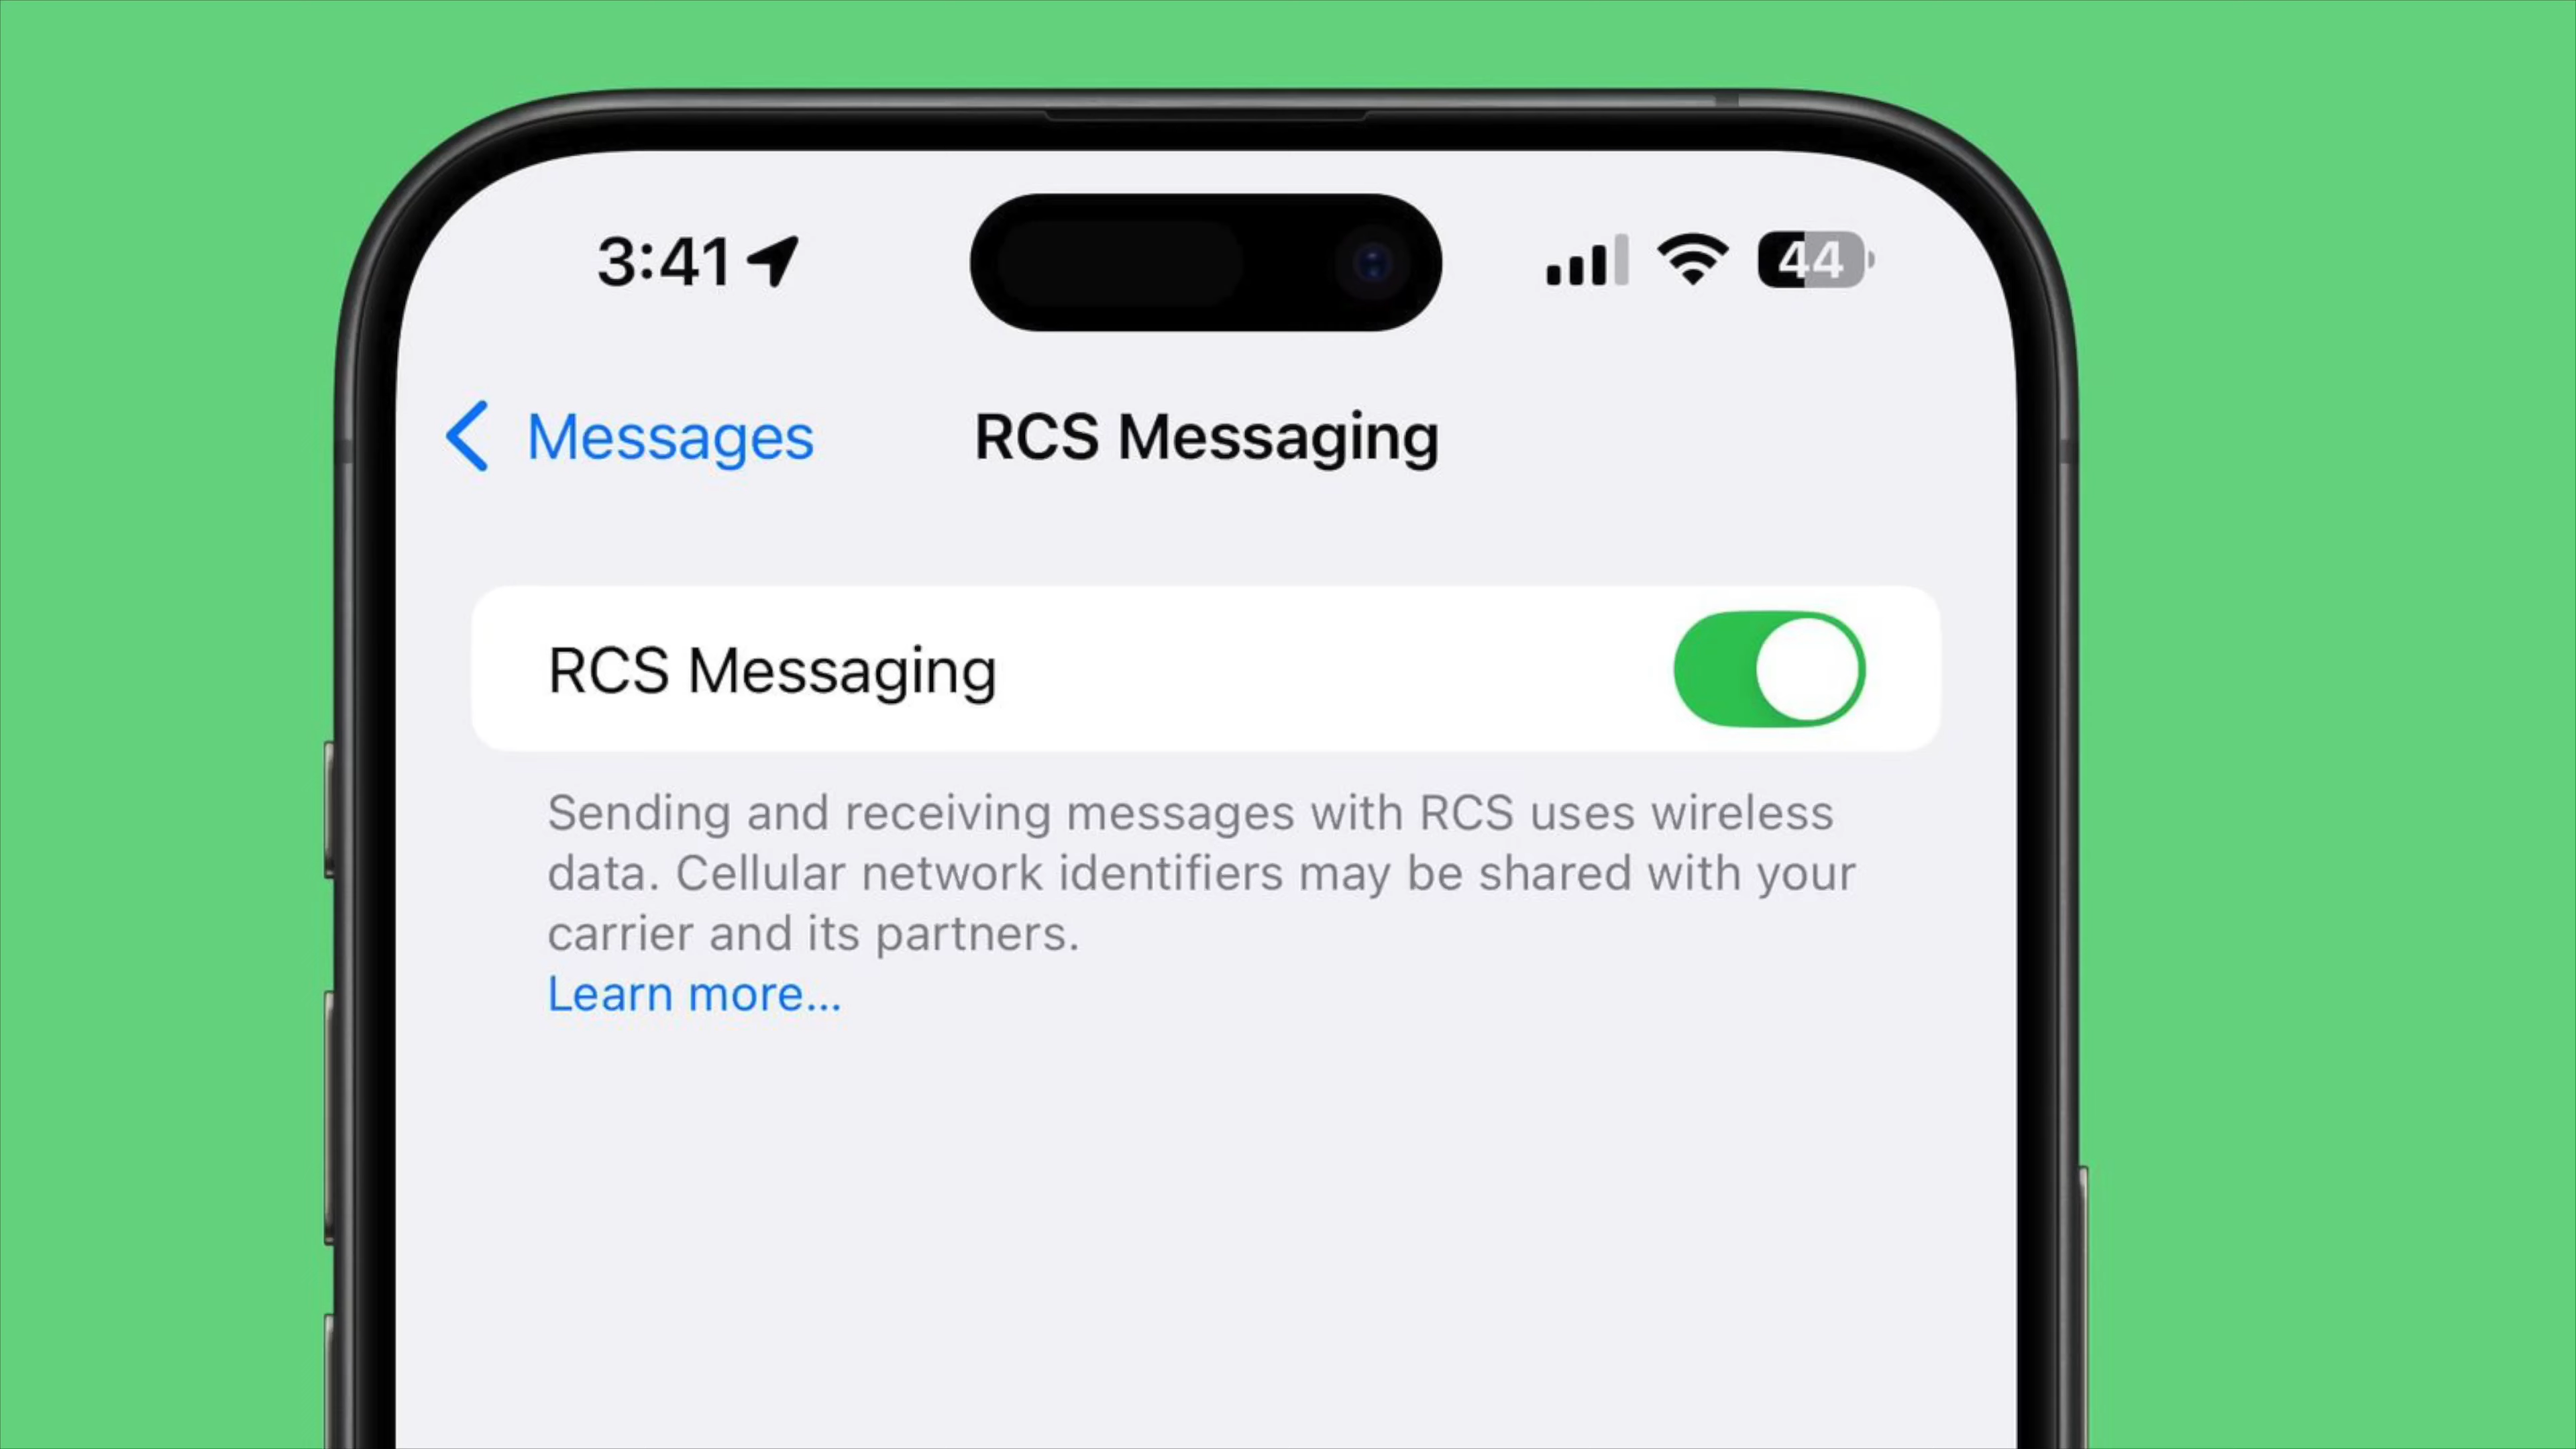 3:41
44
Messages
RCS Messaging
RCS Messaging
Sending and receiving messages with RCS uses wireless
data. Cellular network identifiers may be shared with your
carrier and its partners.
Learn more...